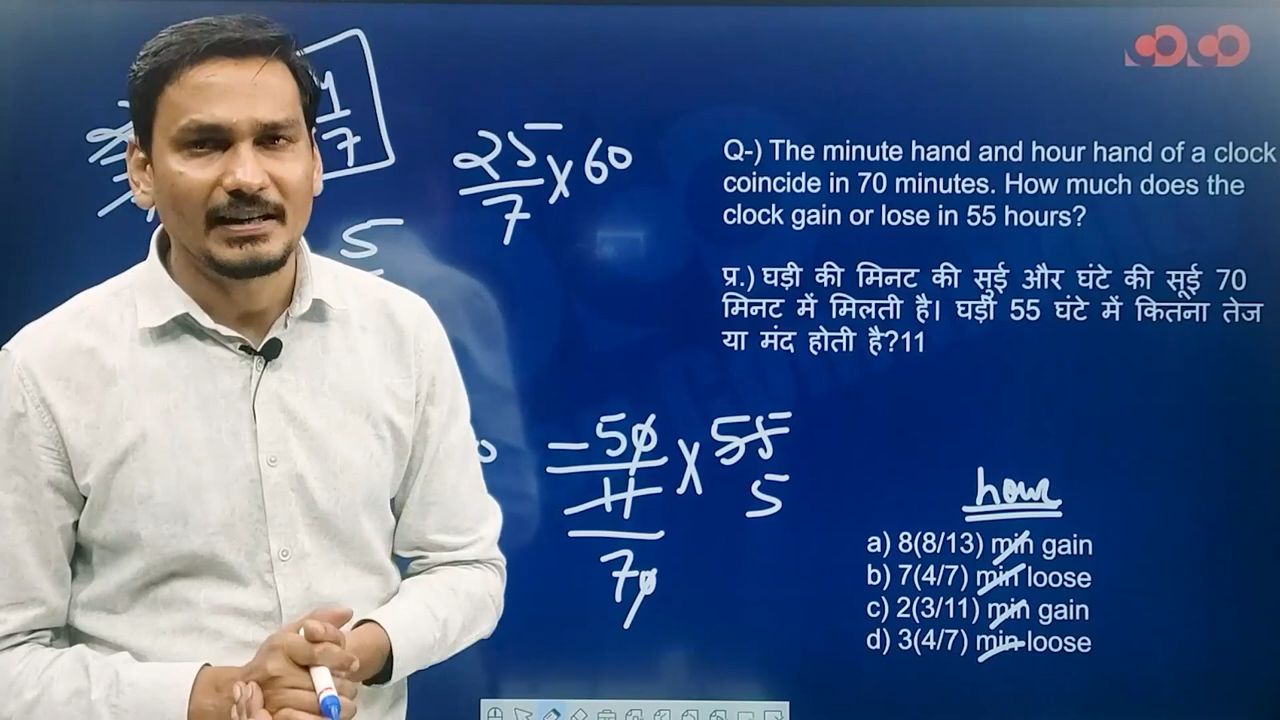 1
7
25 × 60
7
5
Q-) The minute hand and hour hand of a clock
coincide in 70 minutes. How much does the
clock gain or lose in 55 hours?
प्र.) घड़ी की मिनट की सुई और घंटे की सूई 70
मिनट में मिलती है। घड़ी 55 घंटे में कितना तेज
या मंद होती है?11
-50 × 55
11 5
70
hour
a) 8(8/13) min gain
b) 7(4/7) min loose
c) 2(3/11) min gain
d) 3(4/7) min loose